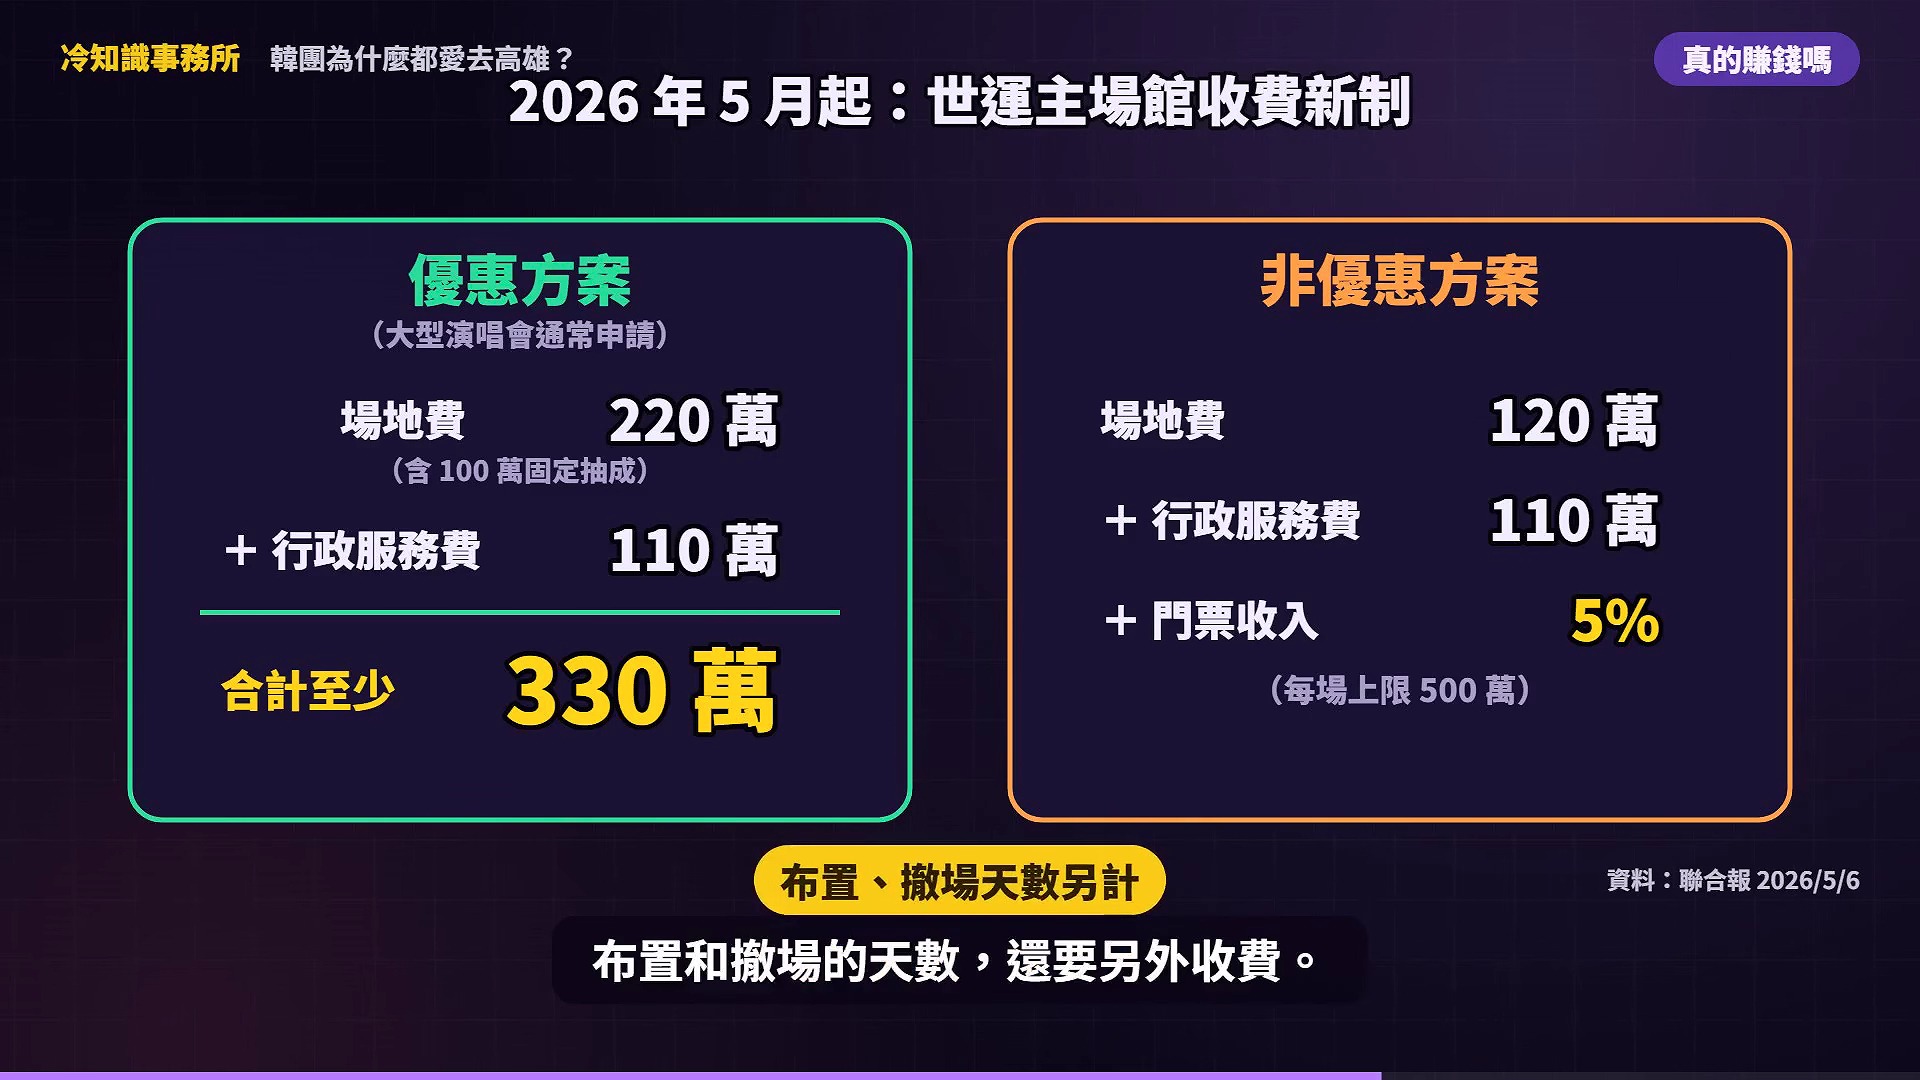 冷知識事務所 韓團為什麼都愛去高雄？
真的賺錢嗎
2026 年 5 月起：世運主場館收費新制
優惠方案
（大型演唱會通常申請）
場地費 220 萬
（含 100 萬固定抽成）
＋ 行政服務費 110 萬
合計至少 330 萬
非優惠方案
場地費 120 萬
＋ 行政服務費 110 萬
＋ 門票收入 5%
（每場上限 500 萬）
布置、撤場天數另計
資料：聯合報 2026/5/6
布置和撤場的天數，還要另外收費。